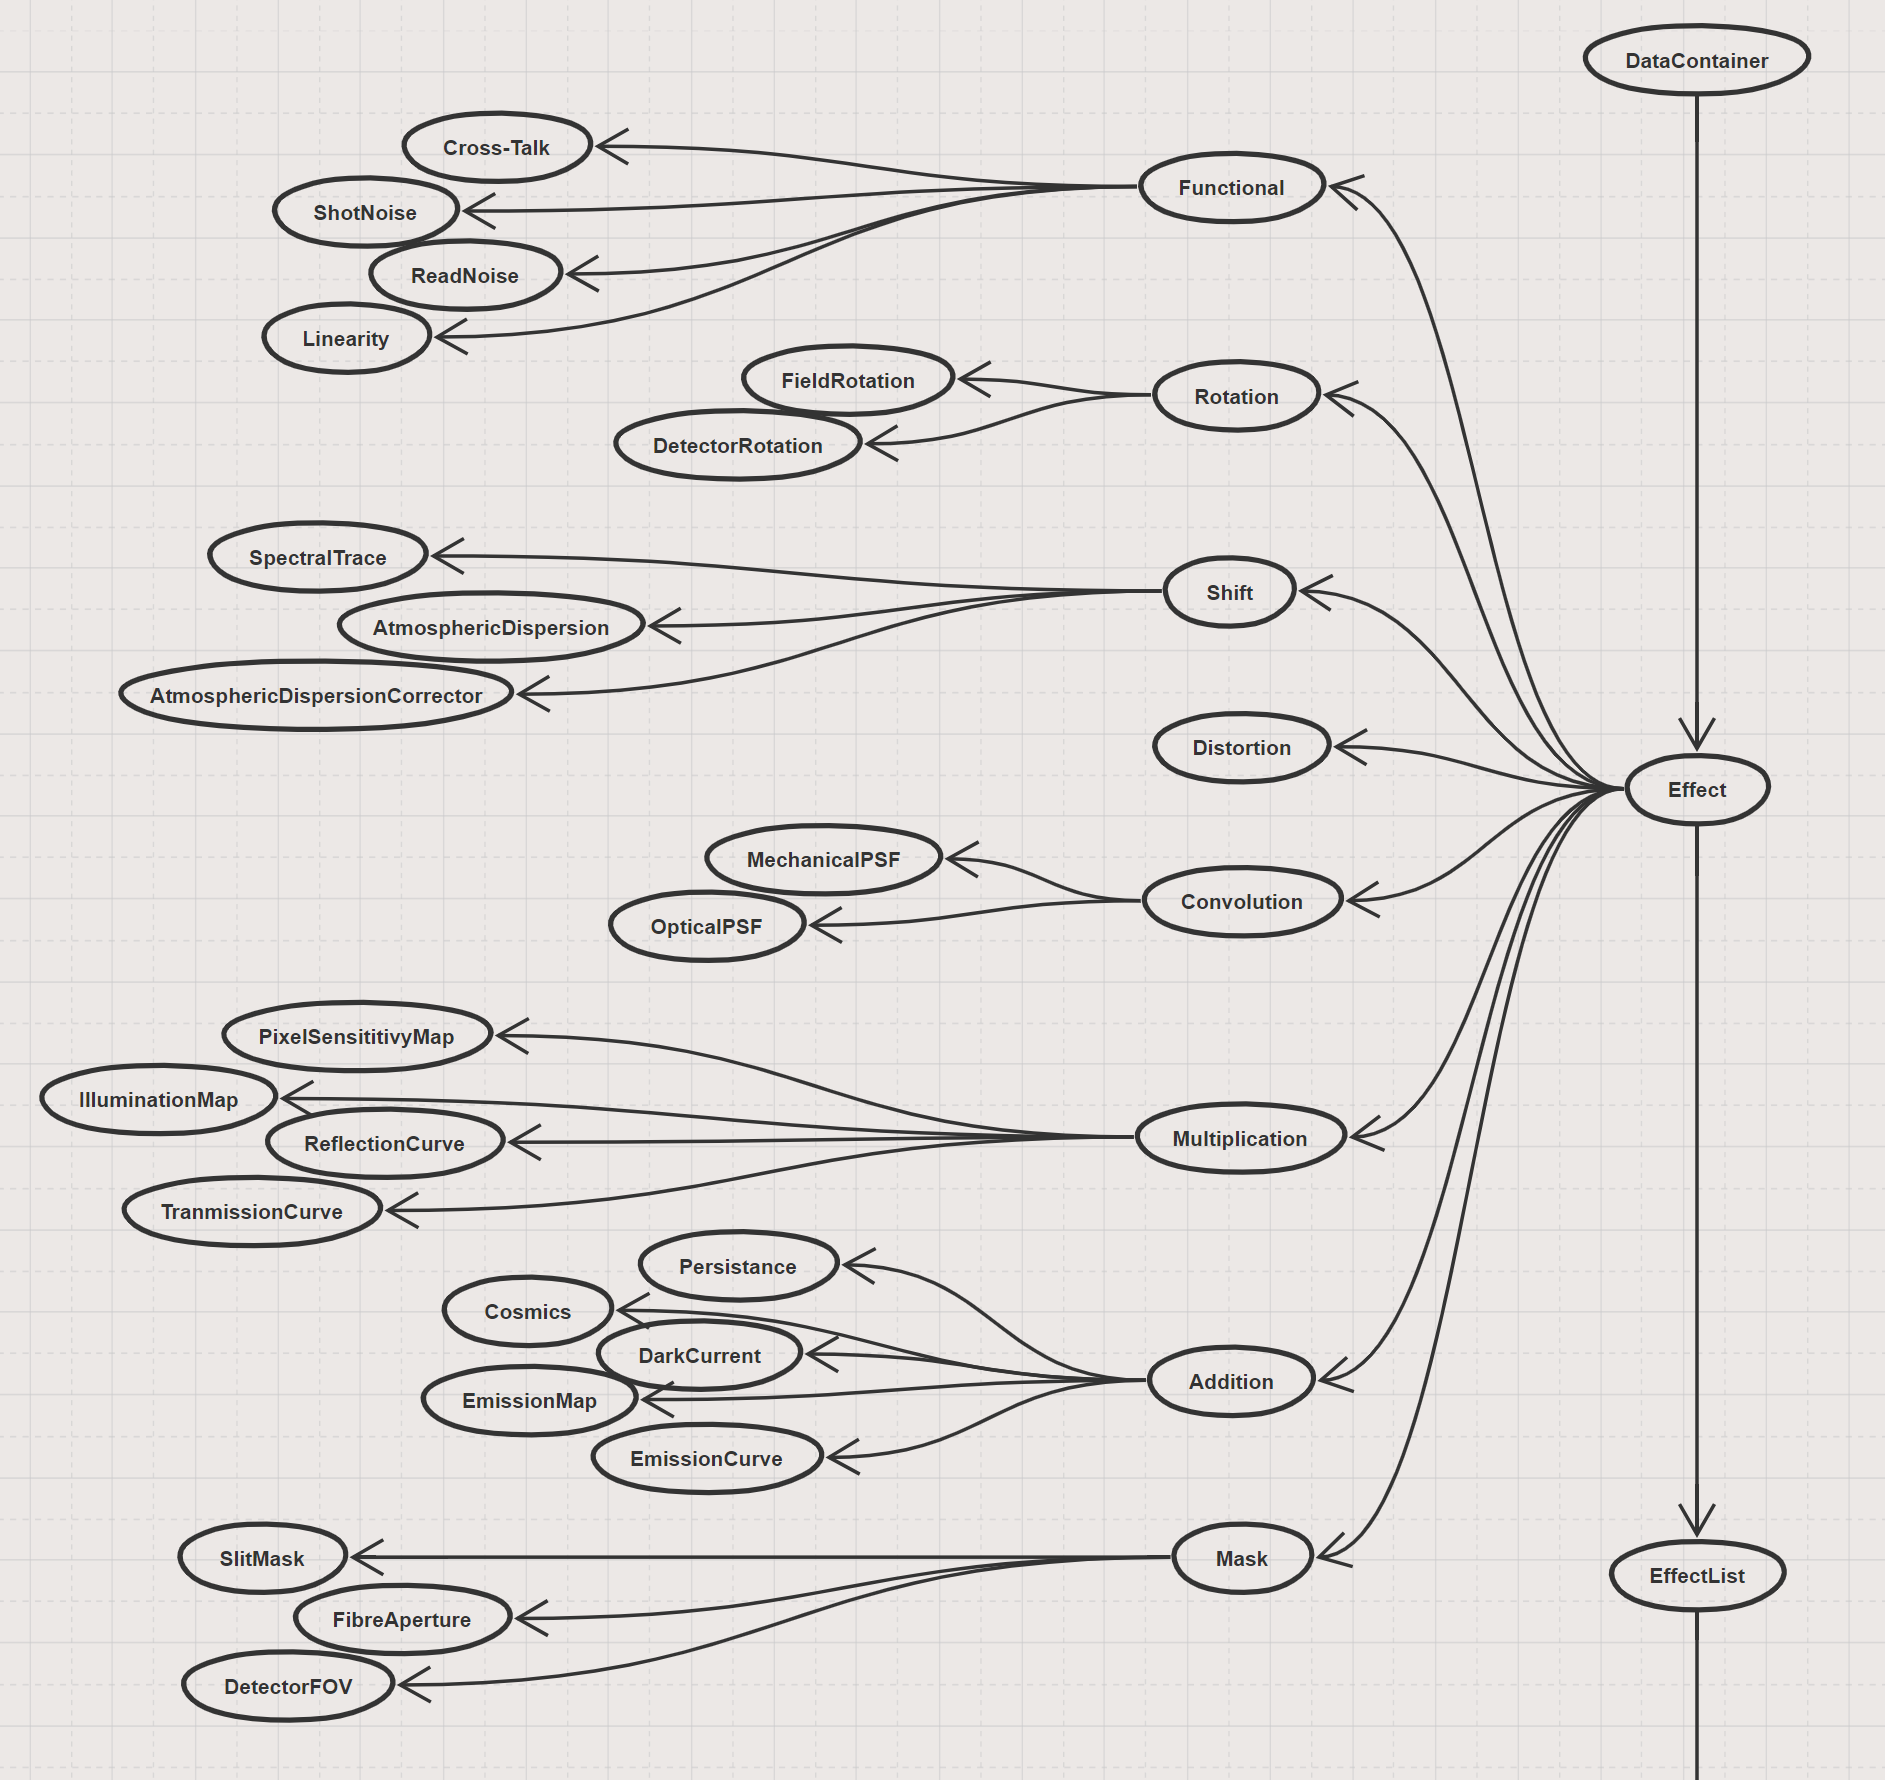 DataContainer
Cross-Talk
Functional
ShotNoise
ReadNoise
Linearity
FieldRotation
Rotation
DetectorRotation
SpectralTrace
Shift
AtmosphericDispersion
AtmosphericDispersionCorrector
Distortion
Effect
MechanicalPSF
Convolution
OpticalPSF
PixelSensititivyMap
IlluminationMap
ReflectionCurve
Multiplication
TranmissionCurve
Persistance
Cosmics
DarkCurrent
Addition
EmissionMap
EmissionCurve
SlitMask
Mask
EffectList
FibreAperture
DetectorFOV